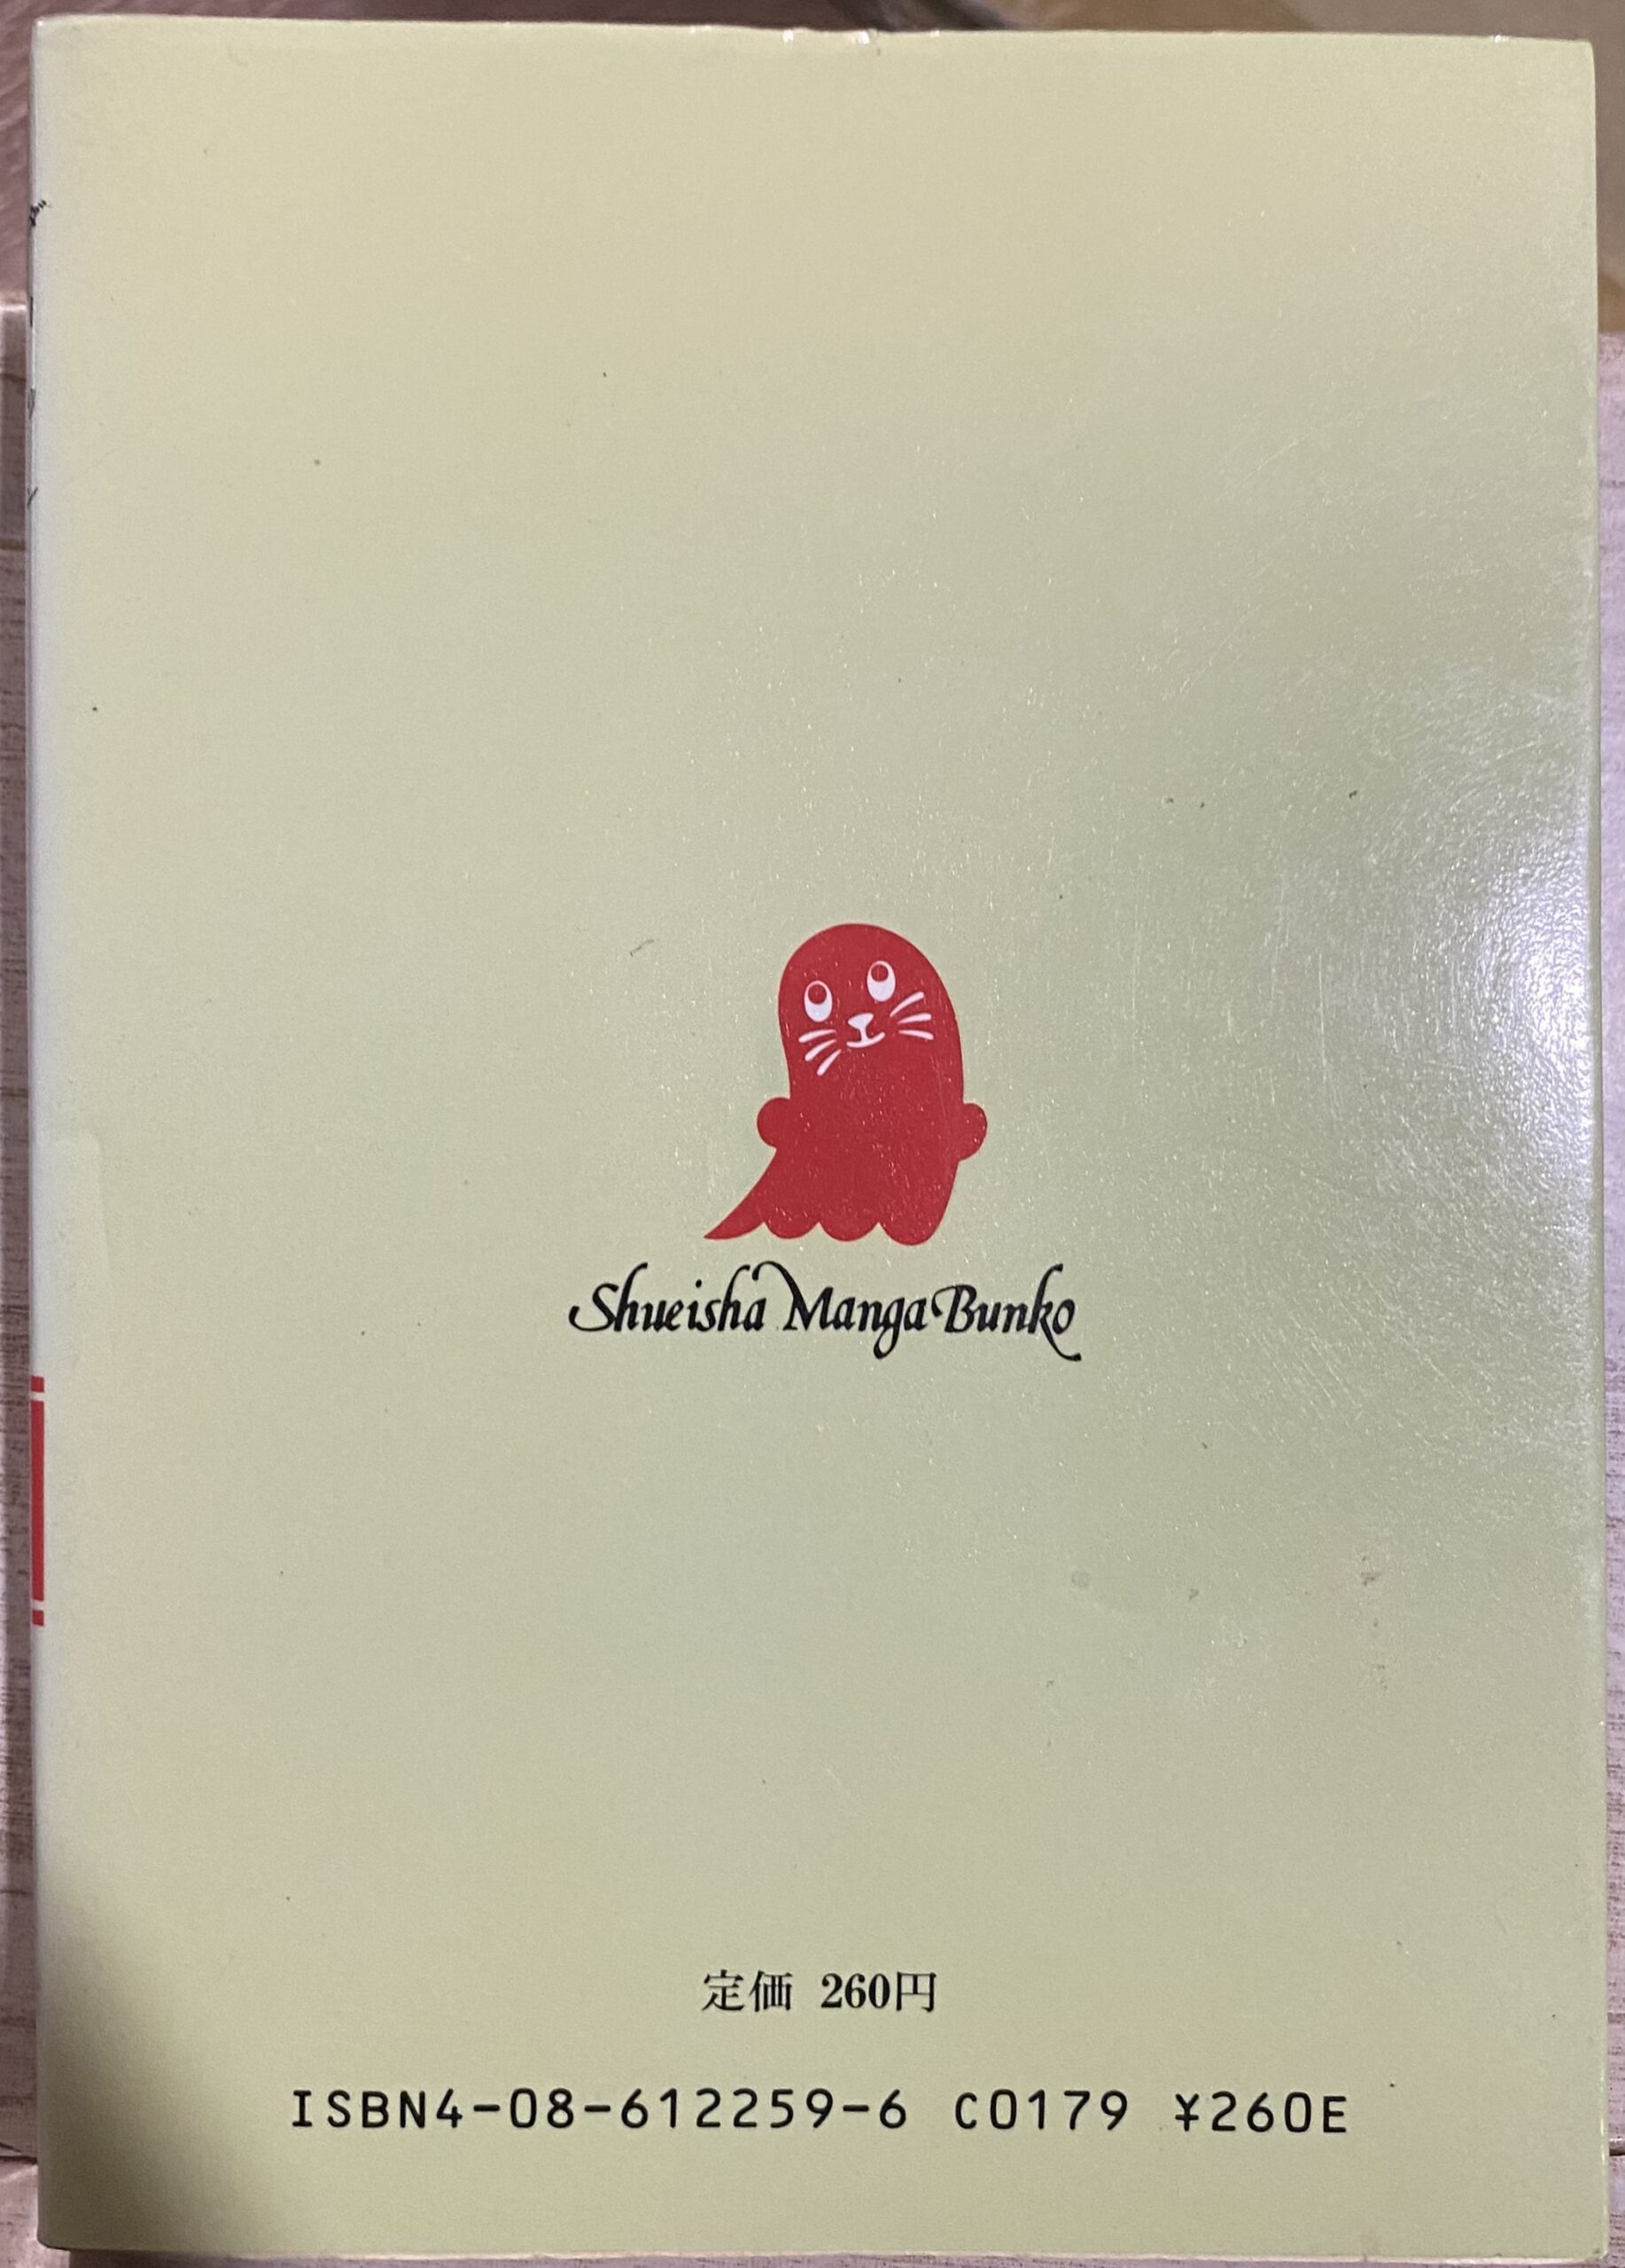 Shueisha Manga Bunko
定価 260円
ISBN4-08-612259-6 C0179 ¥260E